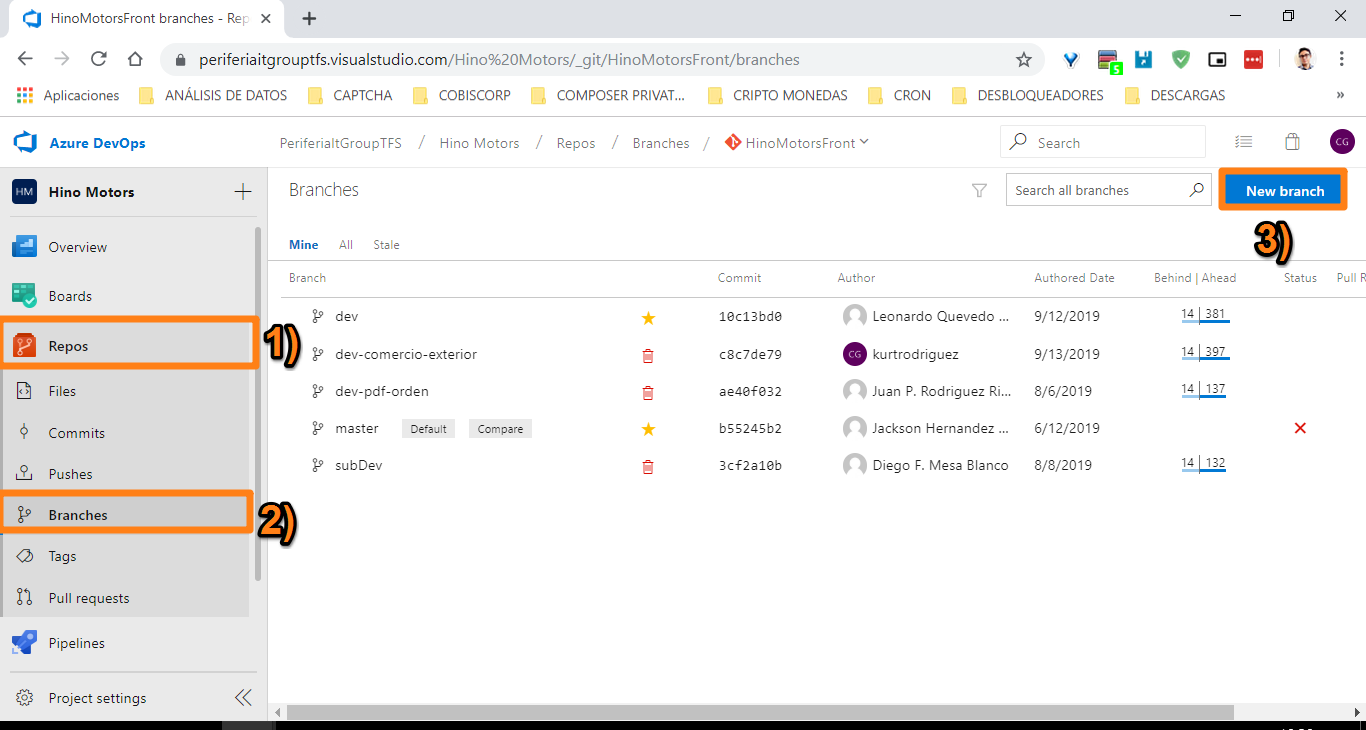 HinoMotorsFront branches - Rep
periferiaitgrouptfs.visualstudio.com/Hino%20Motors/_git/HinoMotorsFront/branches
5
Aplicaciones ANÁLISIS DE DATOS CAPTCHA COBISCORP COMPOSER PRIVAT... CRIPTO MONEDAS CRON DESBLOQUEADORES DESCARGAS »
Azure DevOps PeriferiaItGroupTFS / Hino Motors / Repos / Branches / HinoMotorsFront Search CG
HM Hino Motors Branches Search all branches New branch
3)
Overview
Mine All Stale
Branch Commit Author Authored Date Behind | Ahead Status Pull R
Boards
dev 10c13bd0 Leonardo Quevedo ... 9/12/2019 14 381
Repos 1)
dev-comercio-exterior c8c7de79 CG kurtrodriguez 9/13/2019 14 397
Files
dev-pdf-orden ae40f032 Juan P. Rodriguez Ri... 8/6/2019 14 137
Commits
master Default Compare b55245b2 Jackson Hernandez ... 6/12/2019
Pushes
subDev 3cf2a10b Diego F. Mesa Blanco 8/8/2019 14 132
Branches 2)
Tags
Pull requests
Pipelines
Project settings